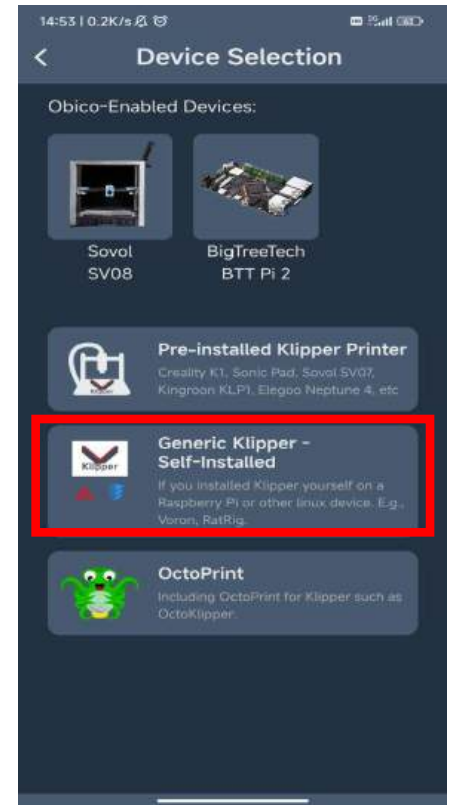 14:53 | 0.2K/s
Device Selection
Obico-Enabled Devices:
Sovol
SV08
BigTreeTech
BTT Pi 2
Pre-installed Klipper Printer
Creality K1, Sonic Pad, Sovol SV07,
Kingroon KLP1, Elegoo Neptune 4, etc
Klipper
Generic Klipper -
Self-Installed
If you installed Klipper yourself on a
Raspberry Pi or other linux device. E.g.,
Voron, RatRig.
Klipper
OctoPrint
Including OctoPrint for Klipper such as
OctoKlipper.